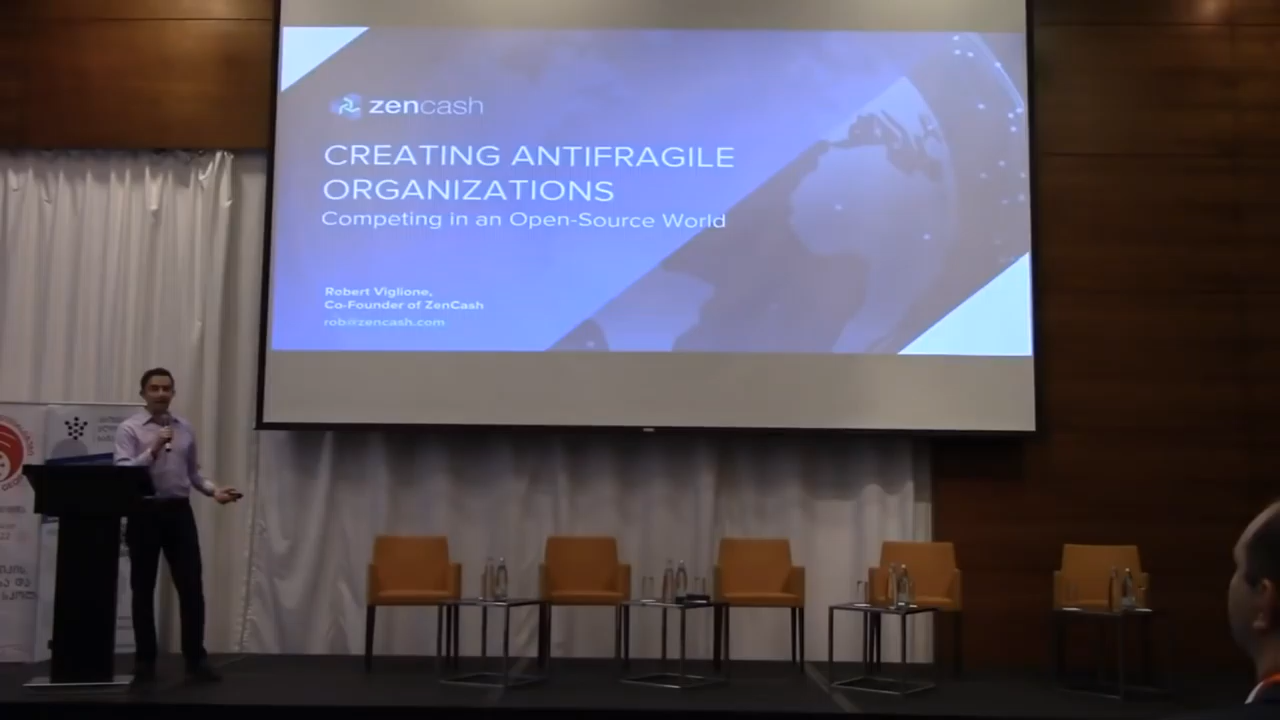 zencash
CREATING ANTIFRAGILE
ORGANIZATIONS
Competing in an Open-Source World
Robert Viglione,
Co-Founder of ZenCash
rob@zencash.com